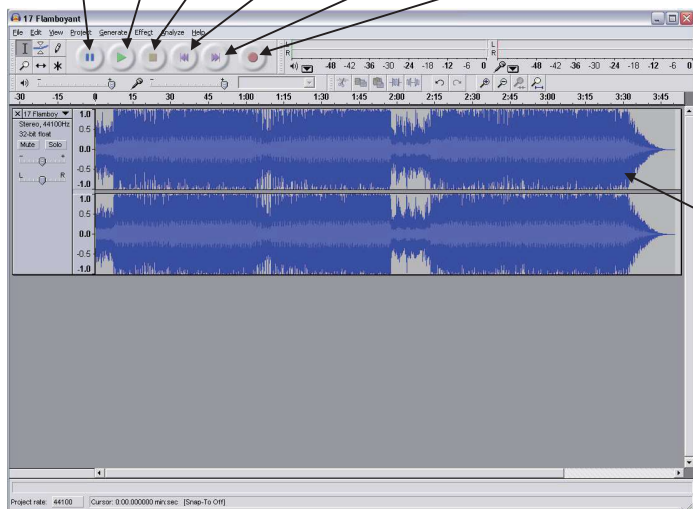 17 Flamboyant
File Edit View Project Generate Effect Analyze Help
L
R
-48 -42 -36 -30 -24 -18 -12 -6 0
L
R
-48 -42 -36 -30 -24 -18 -12 -6 0
-30 -15 0 15 30 45 1:00 1:15 1:30 1:45 2:00 2:15 2:30 2:45 3:00 3:15 3:30 3:45
17 Flamboy
Stereo, 44100Hz
32-bit float
Mute Solo
- +
L R
1.0
0.5
0.0
-0.5
-1.0
1.0
0.5
0.0
-0.5
-1.0
Project rate: 44100 Cursor: 0:00.000000 min:sec [Snap-To Off]